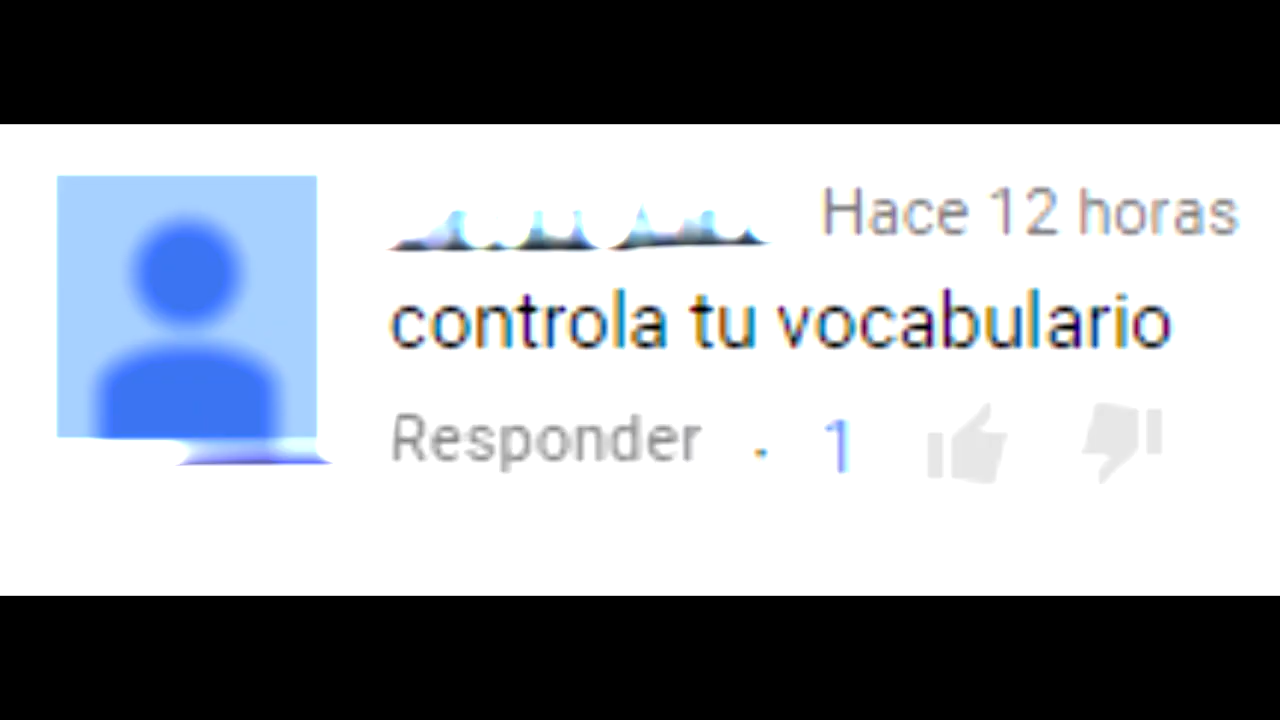 Hace 12 horas
controla tu vocabulario
Responder · 1